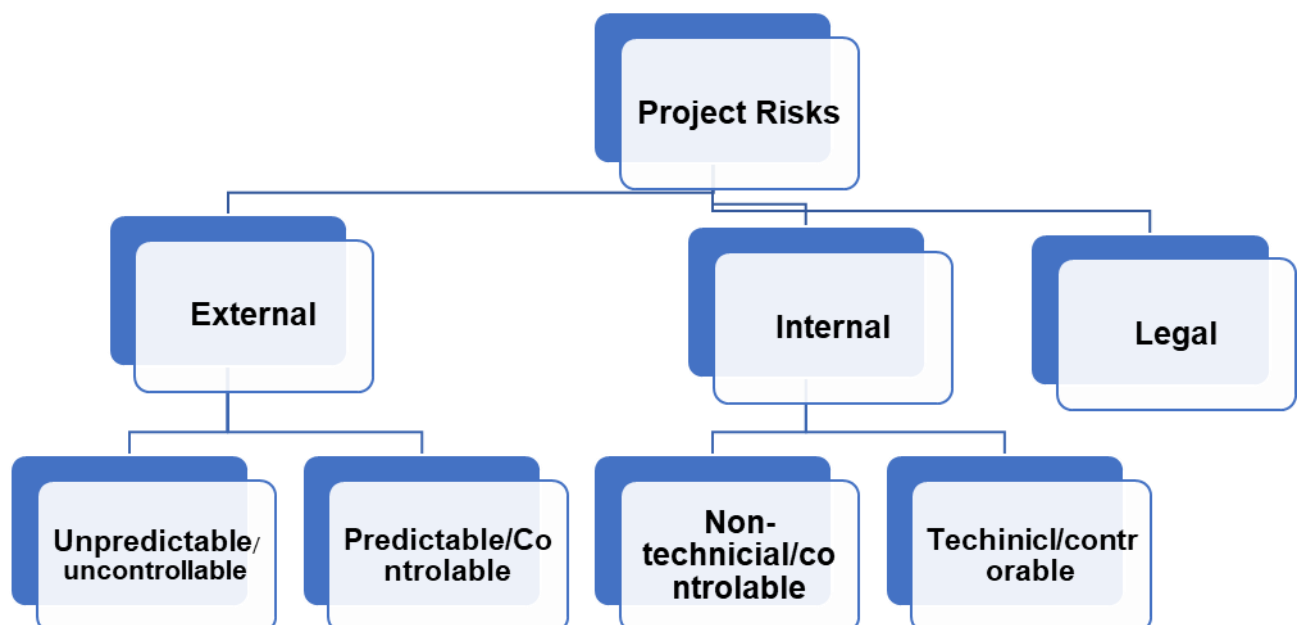 Project Risks
External
Internal
Legal
Unpredictable/
uncontrollable
Predictable/Co
ntrolable
Non-
technicial/co
ntrolable
Techinicl/contr
orable